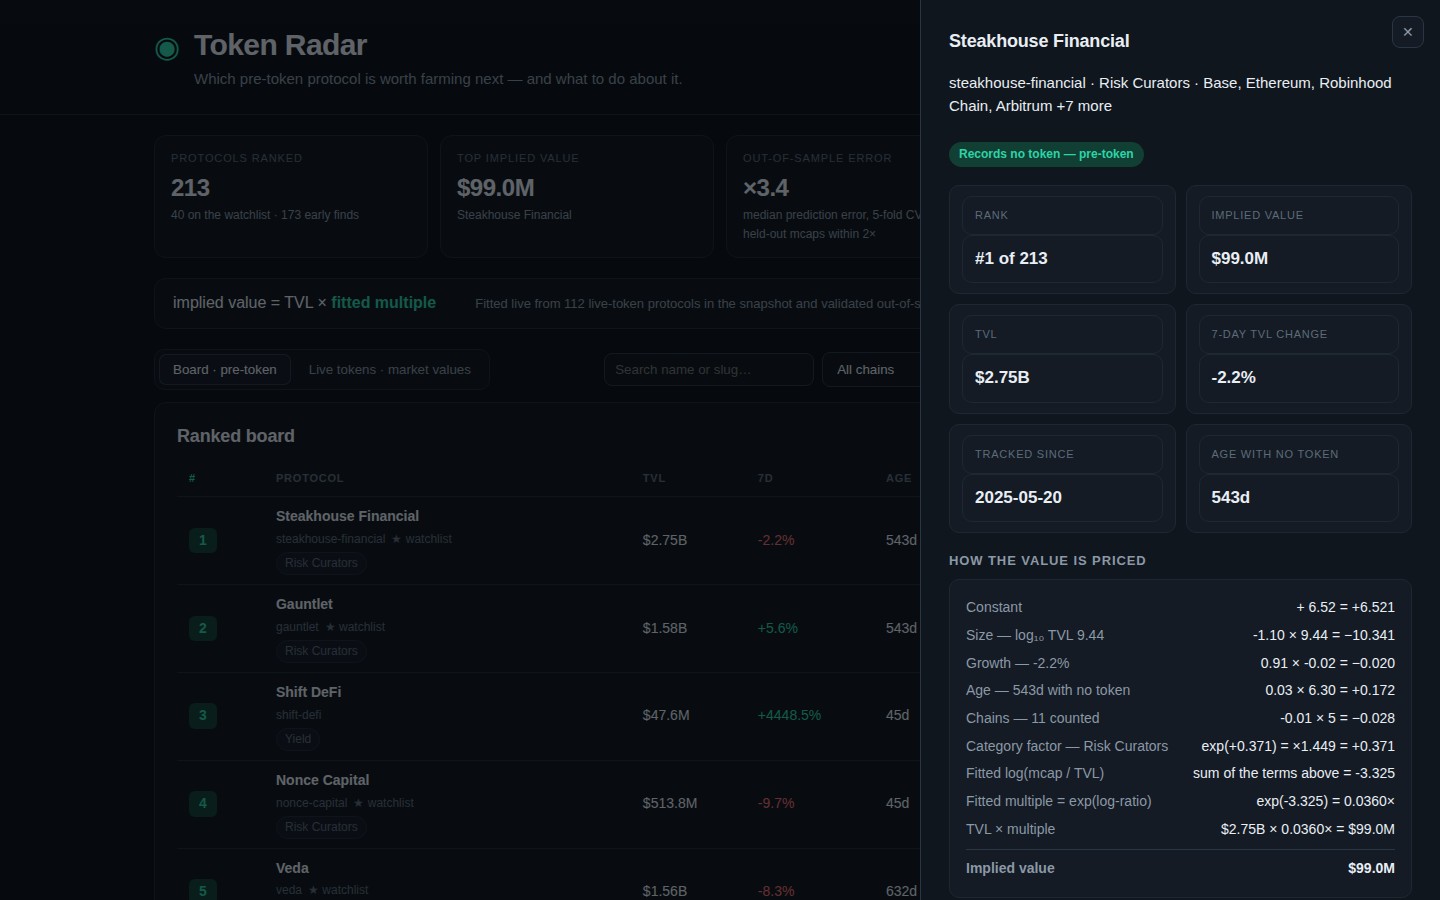 Token Radar
Which pre-token protocol is worth farming next — and what to do about it.
PROTOCOLS RANKED
213
40 on the watchlist · 173 early finds
TOP IMPLIED VALUE
$99.0M
Steakhouse Financial
OUT-OF-SAMPLE ERROR
×3.4
median prediction error, 5-fold CV
held-out mcaps within 2×
implied value = TVL × fitted multiple
Fitted live from 112 live-token protocols in the snapshot and validated out-of-s
Board · pre-token
Live tokens · market values
Search name or slug…
All chains
Ranked board
# PROTOCOL TVL 7D AGE
1 Steakhouse Financial $2.75B -2.2% 543d
steakhouse-financial ★ watchlist
Risk Curators
2 Gauntlet $1.58B +5.6% 543d
gauntlet ★ watchlist
Risk Curators
3 Shift DeFi $47.6M +4448.5% 45d
shift-defi
Yield
4 Nonce Capital $513.8M -9.7% 45d
nonce-capital ★ watchlist
Risk Curators
5 Veda $1.56B -8.3% 632d
veda ★ watchlist
✕
Steakhouse Financial
steakhouse-financial · Risk Curators · Base, Ethereum, Robinhood
Chain, Arbitrum +7 more
Records no token — pre-token
RANK
#1 of 213
IMPLIED VALUE
$99.0M
TVL
$2.75B
7-DAY TVL CHANGE
-2.2%
TRACKED SINCE
2025-05-20
AGE WITH NO TOKEN
543d
HOW THE VALUE IS PRICED
Constant + 6.52 = +6.521
Size — log₁₀ TVL 9.44 -1.10 × 9.44 = −10.341
Growth — -2.2% 0.91 × -0.02 = −0.020
Age — 543d with no token 0.03 × 6.30 = +0.172
Chains — 11 counted -0.01 × 5 = −0.028
Category factor — Risk Curators exp(+0.371) = ×1.449 = +0.371
Fitted log(mcap / TVL) sum of the terms above = -3.325
Fitted multiple = exp(log-ratio) exp(-3.325) = 0.0360×
TVL × multiple $2.75B × 0.0360× = $99.0M
Implied value $99.0M